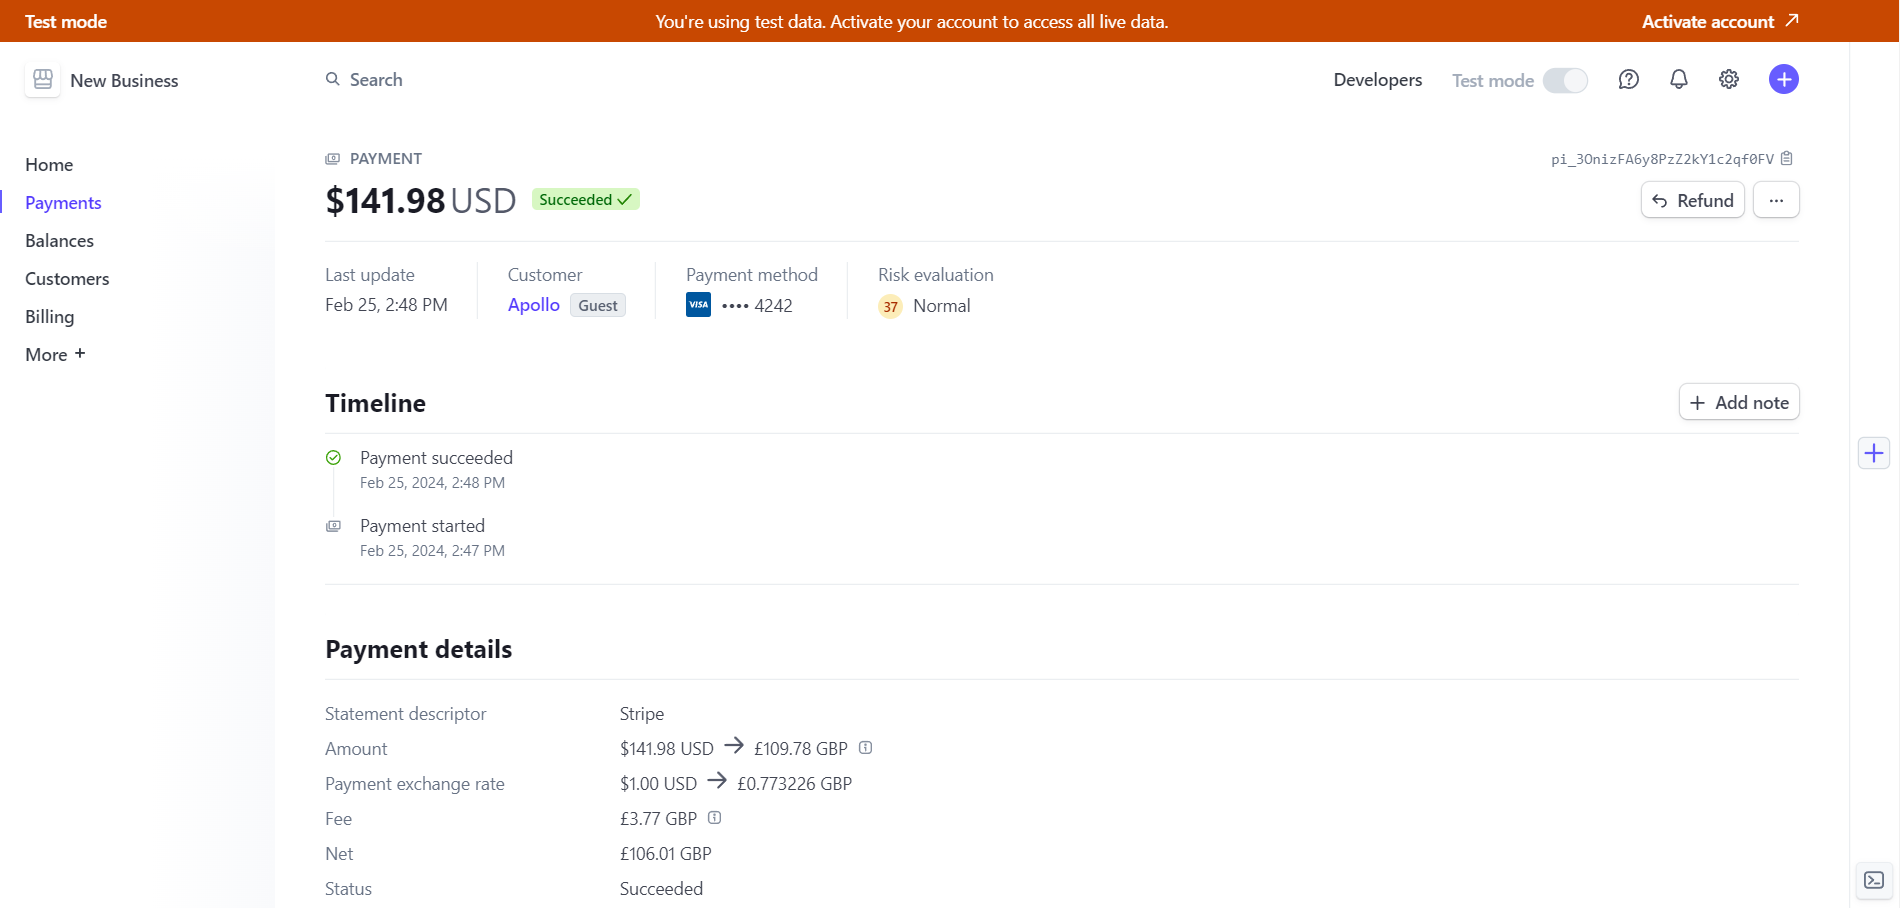 Test mode
You're using test data. Activate your account to access all live data.
Activate account
New Business
Search
Developers
Test mode
Home
Payments
Balances
Customers
Billing
More +
PAYMENT
pi_3OnizFA6y8PzZ2kY1c2qf0FV
$141.98 USD
Succeeded
Refund
...
Last update
Feb 25, 2:48 PM
Customer
Apollo Guest
Payment method
VISA •••• 4242
Risk evaluation
37 Normal
Timeline
+ Add note
Payment succeeded
Feb 25, 2024, 2:48 PM
Payment started
Feb 25, 2024, 2:47 PM
Payment details
Statement descriptor Stripe
Amount $141.98 USD → £109.78 GBP
Payment exchange rate $1.00 USD → £0.773226 GBP
Fee £3.77 GBP
Net £106.01 GBP
Status Succeeded